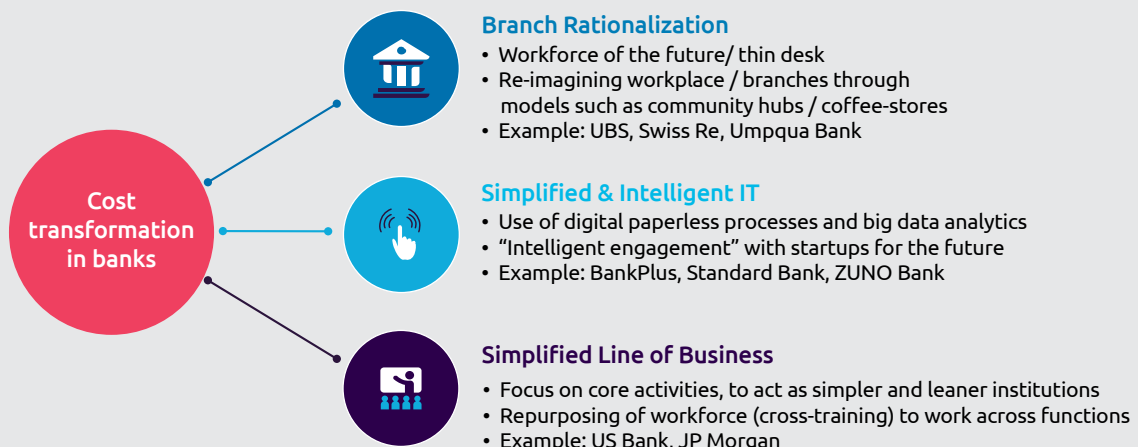 Cost
transformation
in banks
Branch Rationalization
• Workforce of the future/ thin desk
• Re-imagining workplace / branches through
models such as community hubs / coffee-stores
• Example: UBS, Swiss Re, Umpqua Bank
Simplified & Intelligent IT
• Use of digital paperless processes and big data analytics
• “Intelligent engagement” with startups for the future
• Example: BankPlus, Standard Bank, ZUNO Bank
Simplified Line of Business
• Focus on core activities, to act as simpler and leaner institutions
• Repurposing of workforce (cross-training) to work across functions
• Example: US Bank, JP Morgan